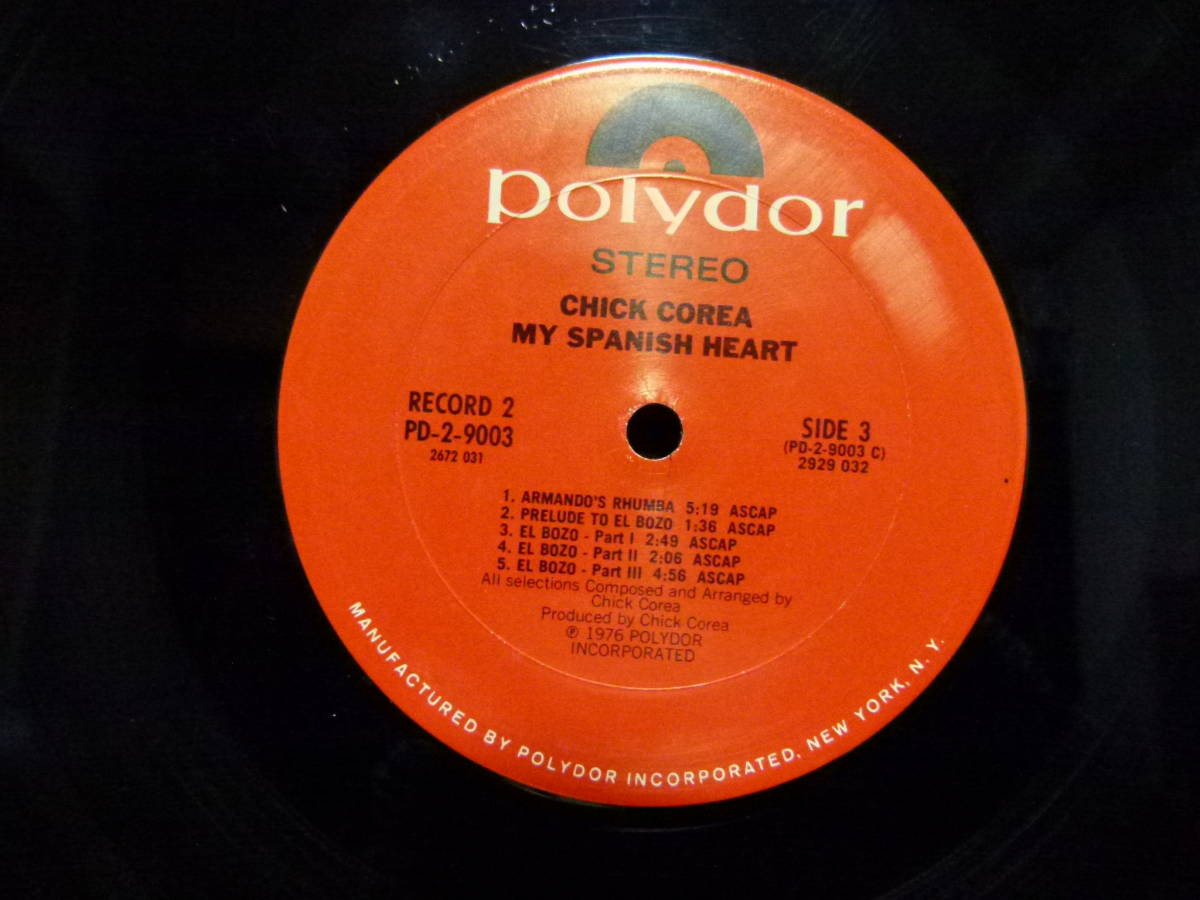 polydor
STEREO
CHICK COREA
MY SPANISH HEART
RECORD 2
PD-2-9003
2672 031
SIDE 3
(PD-2-9003 C)
2929 032
1. ARMANDO'S RHUMBA 5:19 ASCAP
2. PRELUDE TO EL BOZO 1:36 ASCAP
3. EL BOZO - Part I 2:49 ASCAP
4. EL BOZO - Part II 2:06 ASCAP
5. EL BOZO - Part III 4:56 ASCAP
All selections Composed and Arranged by
Chick Corea
Produced by Chick Corea
℗ 1976 POLYDOR
INCORPORATED
MANUFACTURED BY POLYDOR INCORPORATED, NEW YORK, N. Y.